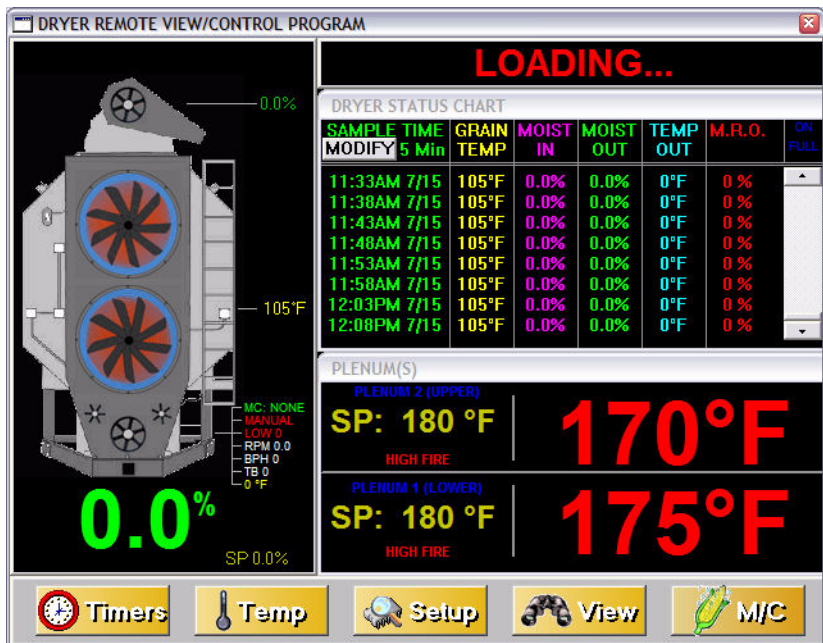 DRYER REMOTE VIEW/CONTROL PROGRAM
0.0%
105°F
MC: NONE
MANUAL
LOW 0
RPM 0.0
BPH 0
TB 0
0 °F
0.0%
SP 0.0%
LOADING...
DRYER STATUS CHART
SAMPLE TIME GRAIN MOIST MOIST TEMP M.R.O. ON
MODIFY 5 Min TEMP IN OUT OUT FULL
11:33AM 7/15 105°F 0.0% 0.0% 0°F 0 %
11:38AM 7/15 105°F 0.0% 0.0% 0°F 0 %
11:43AM 7/15 105°F 0.0% 0.0% 0°F 0 %
11:48AM 7/15 105°F 0.0% 0.0% 0°F 0 %
11:53AM 7/15 105°F 0.0% 0.0% 0°F 0 %
11:58AM 7/15 105°F 0.0% 0.0% 0°F 0 %
12:03PM 7/15 105°F 0.0% 0.0% 0°F 0 %
12:08PM 7/15 105°F 0.0% 0.0% 0°F 0 %
PLENUM(S)
PLENUM 2 (UPPER)
SP: 180 °F
HIGH FIRE
170°F
PLENUM 1 (LOWER)
SP: 180 °F
HIGH FIRE
175°F
Timers Temp Setup View M/C